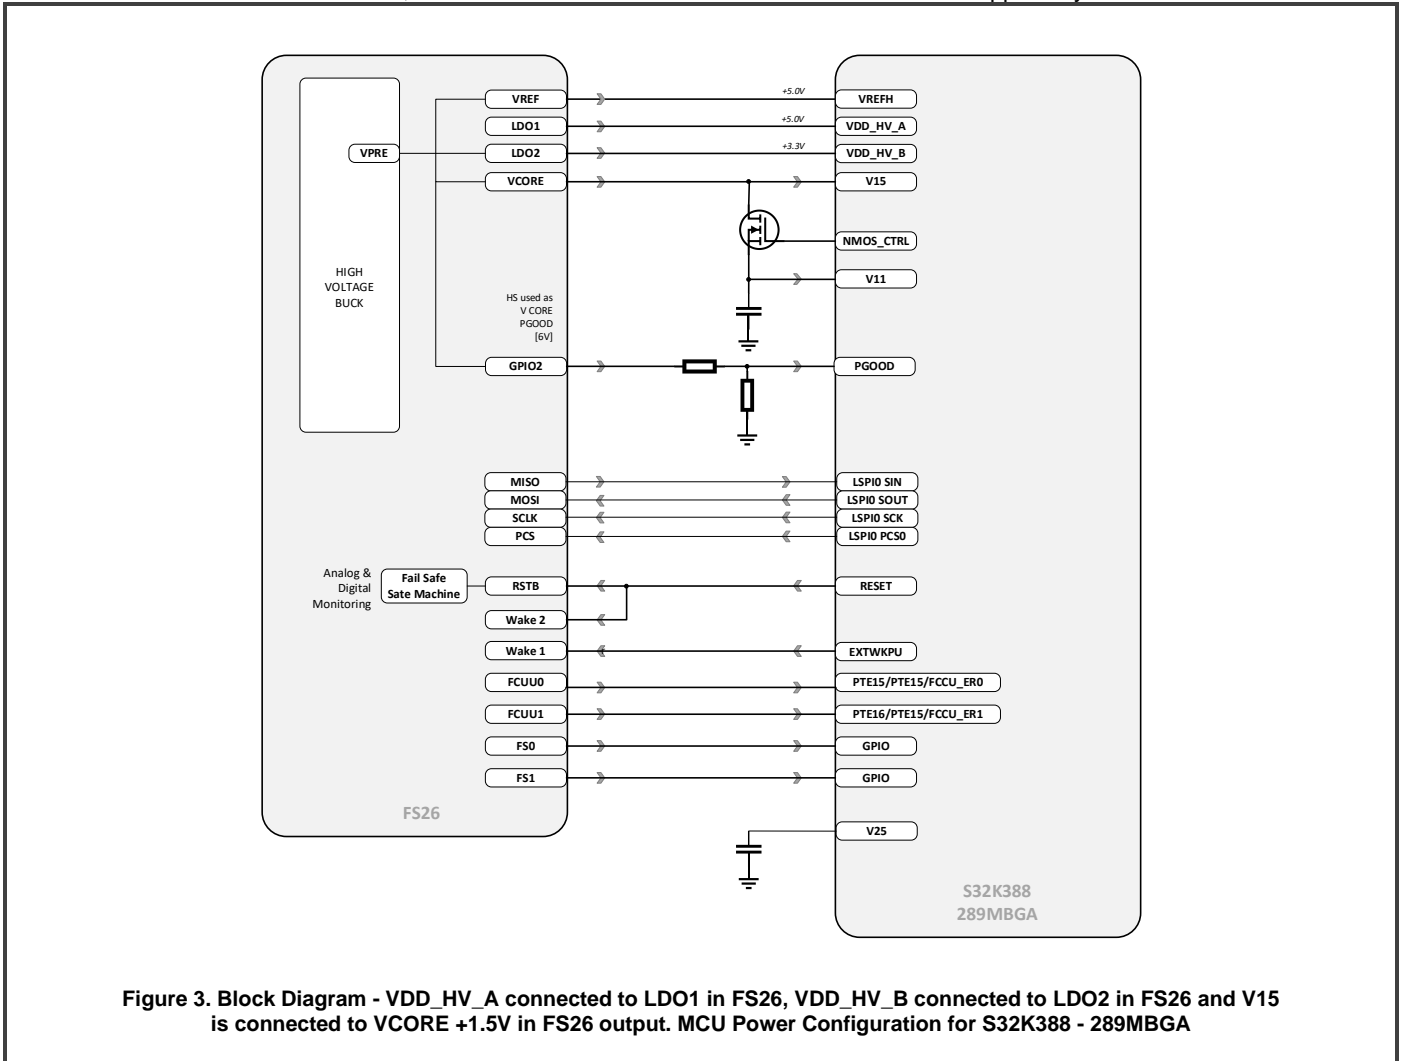 VREF
+5.0V
VREFH
LDO1
+5.0V
VDD_HV_A
VPRE
LDO2
+3.3V
VDD_HV_B
VCORE
V15
NMOS_CTRL
HIGH
VOLTAGE
BUCK
V11
HS used as
V CORE
PGOOD
[6V]
GPIO2
PGOOD
MISO
LSPI0 SIN
MOSI
LSPI0 SOUT
SCLK
LSPI0 SCK
PCS
LSPI0 PCS0
Analog &
Digital
Monitoring
Fail Safe
Sate Machine
RSTB
RESET
Wake 2
Wake 1
EXTWKPU
FCUU0
PTE15/PTE15/FCCU_ER0
FCUU1
PTE16/PTE15/FCCU_ER1
FS0
GPIO
FS1
GPIO
FS26
V25
S32K388
289MBGA
Figure 3. Block Diagram - VDD_HV_A connected to LDO1 in FS26, VDD_HV_B connected to LDO2 in FS26 and V15
is connected to VCORE +1.5V in FS26 output. MCU Power Configuration for S32K388 - 289MBGA